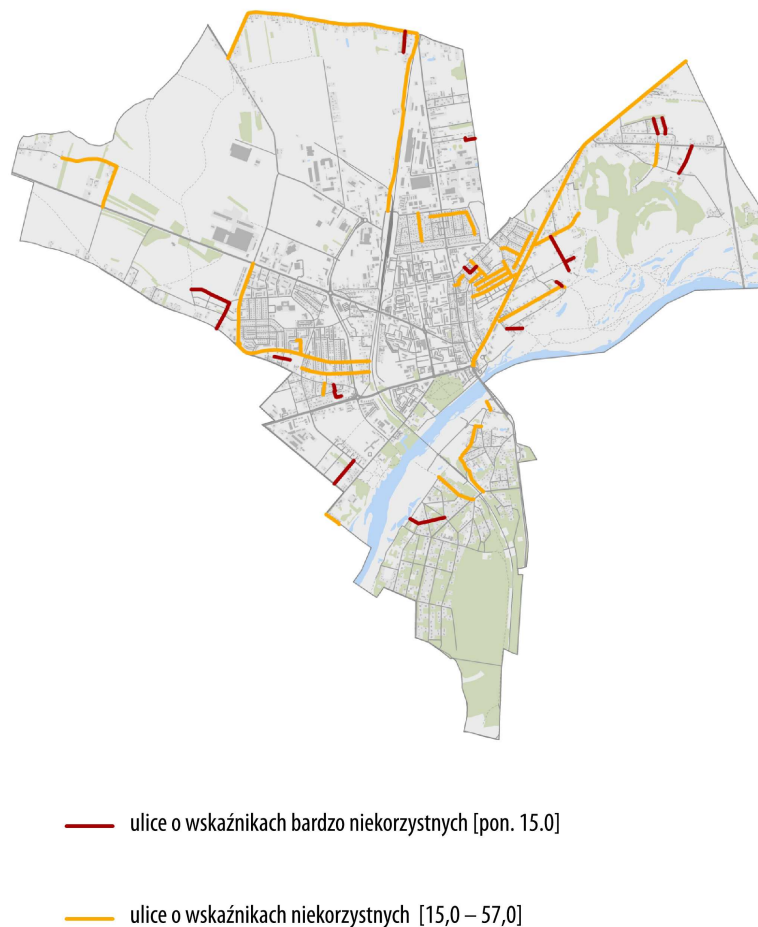 ulice o wskaźnikach bardzo niekorzystnych [pon. 15.0]
ulice o wskaźnikach niekorzystnych [15,0 – 57,0]